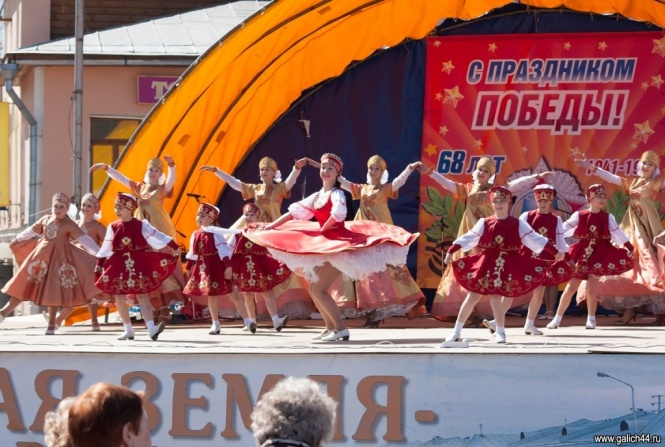 С ПРАЗДНИКОМ
ПОБЕДЫ!
68 ЛЕТ
АЯ ЗЕМЛЯ-
www.galich44.ru